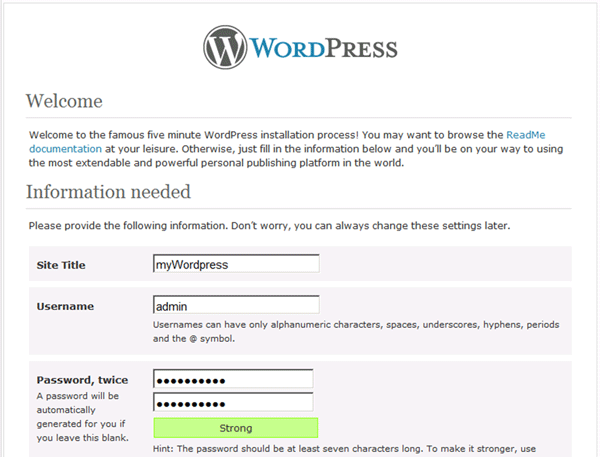 WORDPRESS
Welcome
Welcome to the famous five minute WordPress installation process! You may want to browse the ReadMe
documentation at your leisure. Otherwise, just fill in the information below and you'll be on your way to using
the most extendable and powerful personal publishing platform in the world.
Information needed
Please provide the following information. Don't worry, you can always change these settings later.
Site Title
myWordpress
Username
admin
Usernames can have only alphanumeric characters, spaces, underscores, hyphens, periods
and the @ symbol.
Password, twice
A password will be
automatically
generated for you if
you leave this blank.
••••••••••
••••••••••
Strong
Hint: The password should be at least seven characters long. To make it stronger, use